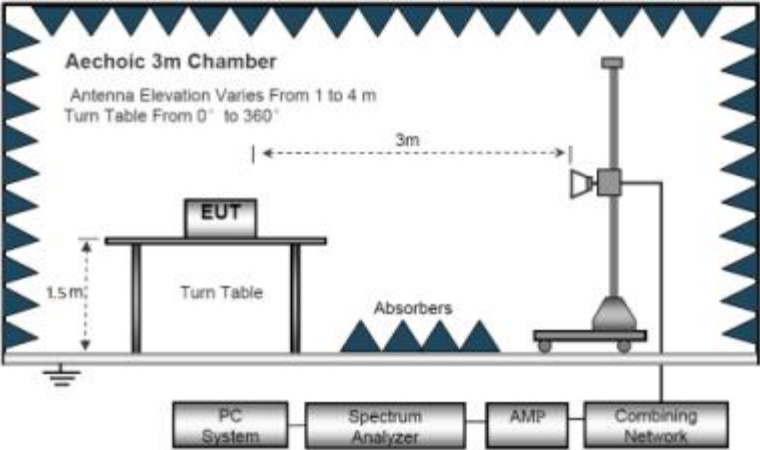 Aechoic 3m Chamber
Antenna Elevation Varies From 1 to 4 m
Turn Table From 0° to 360°
3m
EUT
1.5 m
Turn Table
Absorbers
PC
System
Spectrum
Analyzer
AMP
Combining
Network